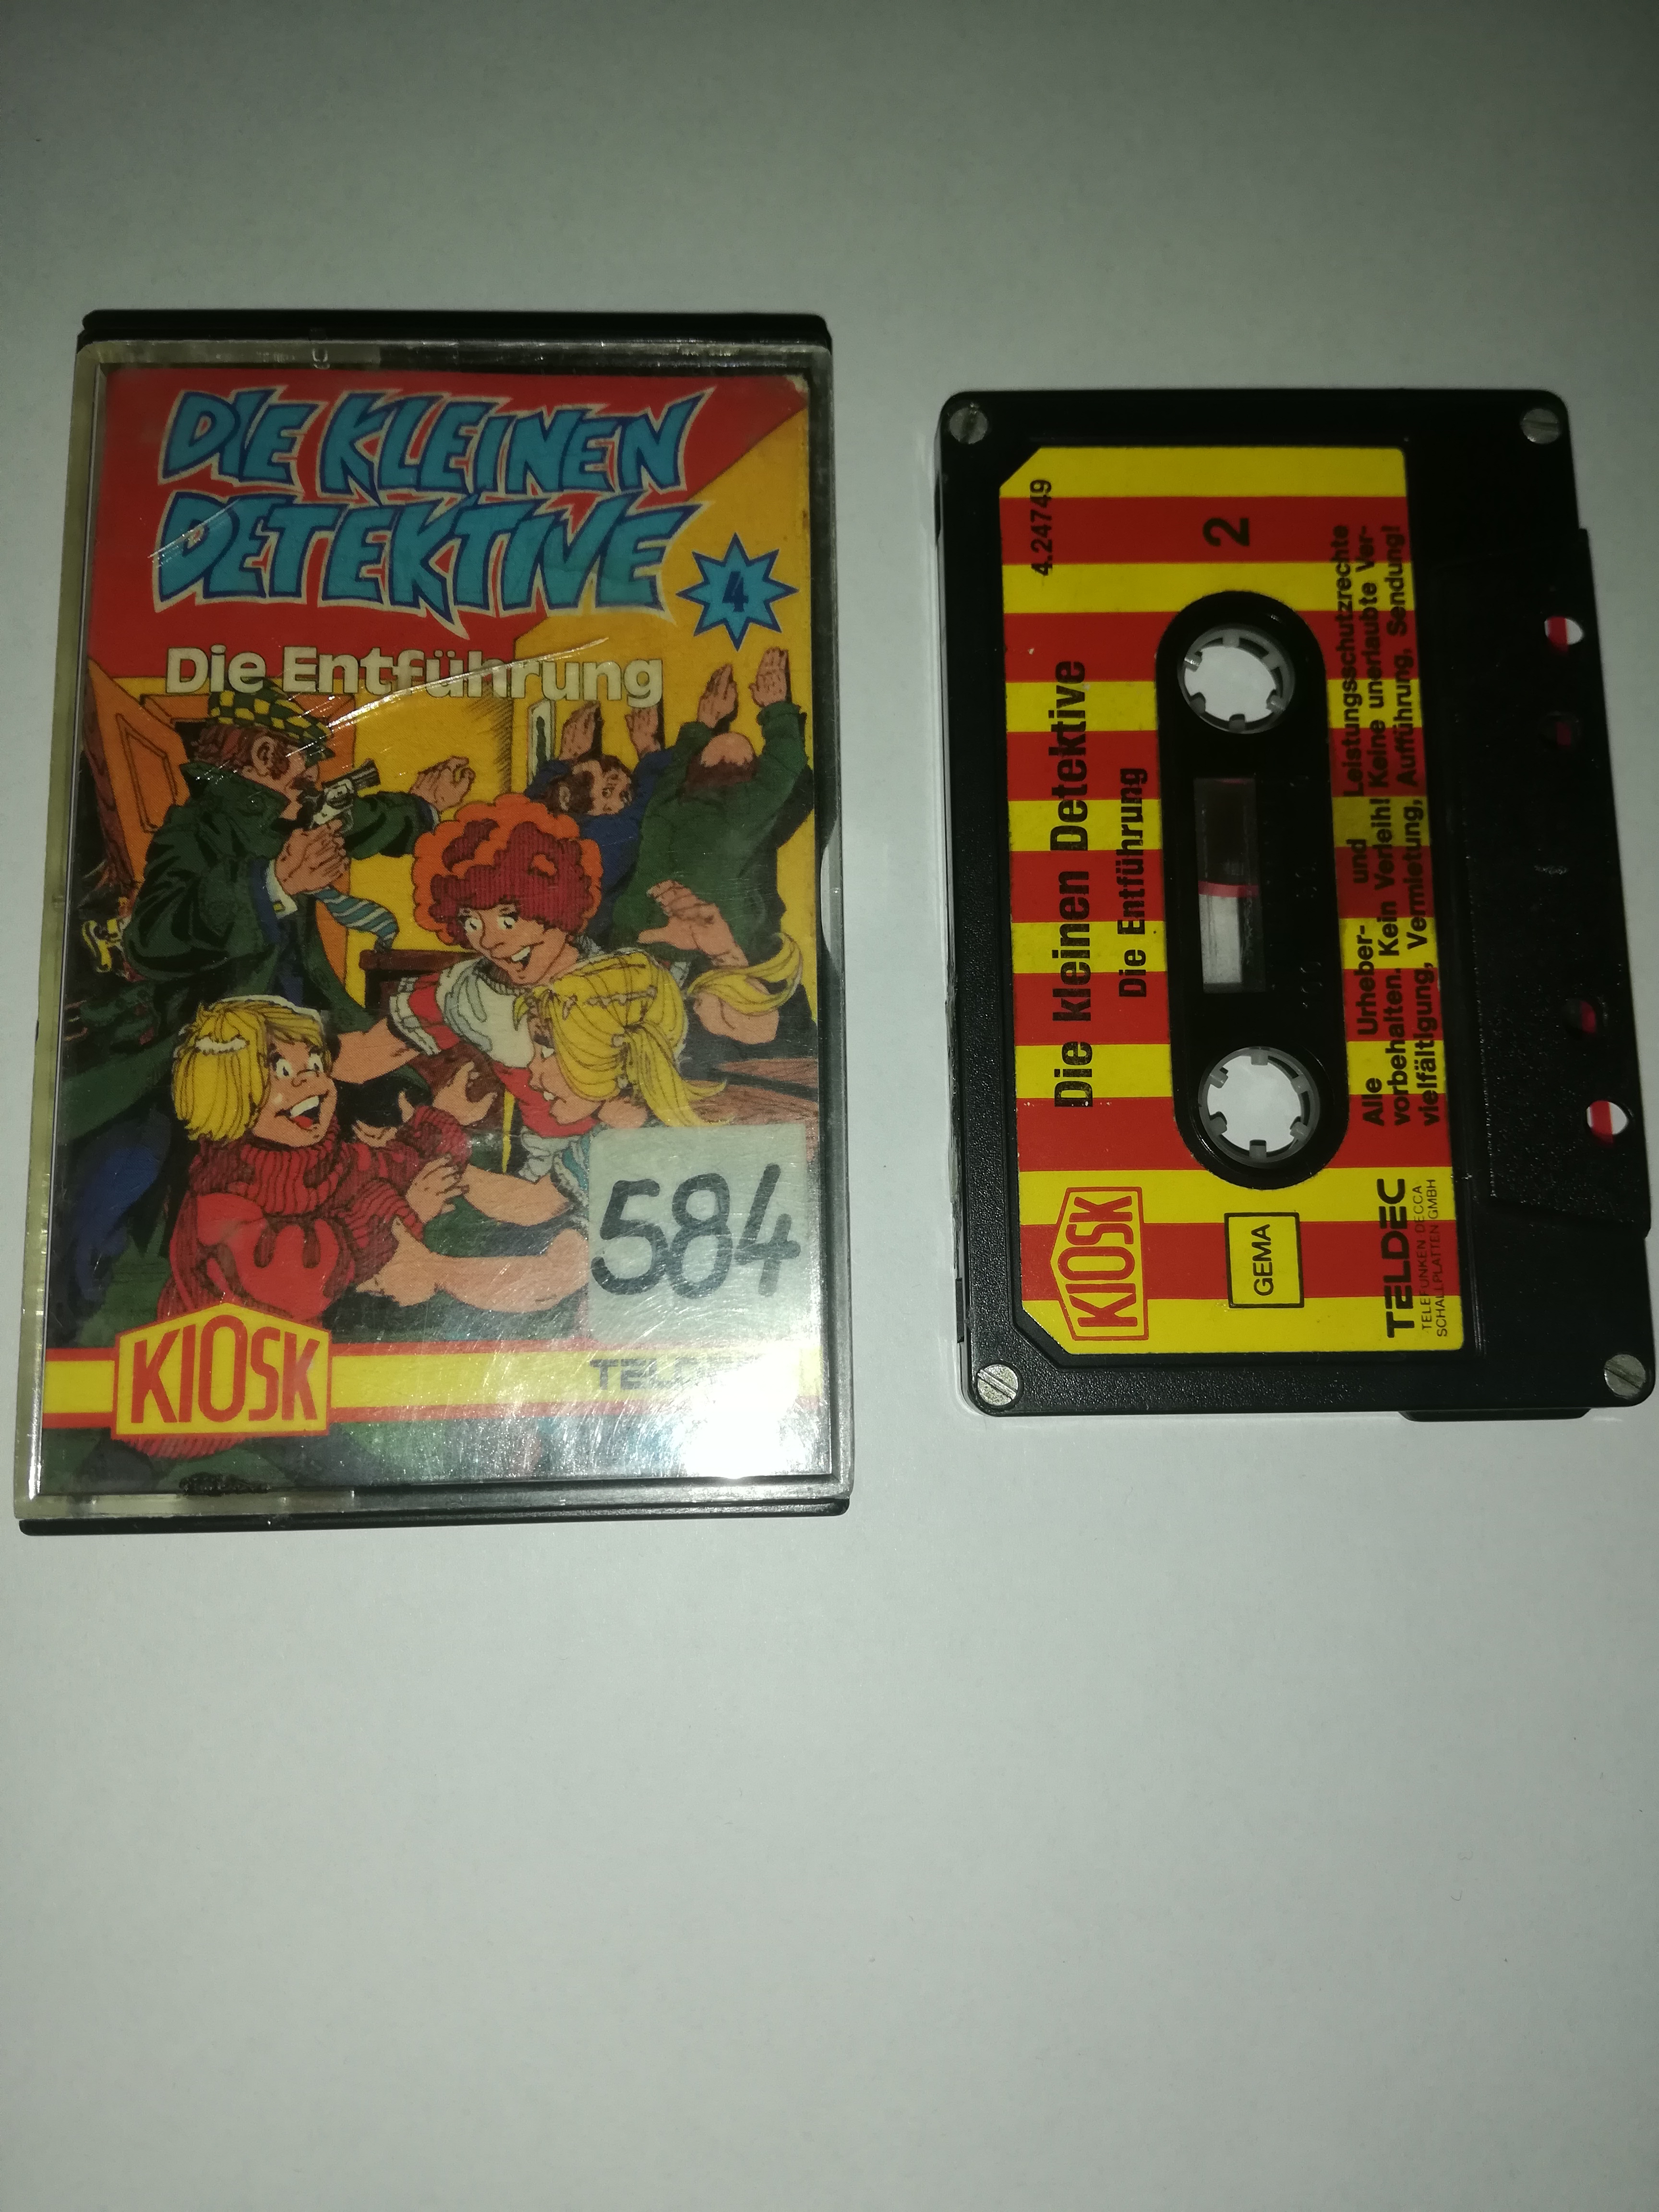 DIE KLEINEN
DETEKTIVE
4
Die Entführung
584
KIOSK
4.24749
2
Die kleinen Detektive
Die Entführung
Alle Urheber- und Leistungsschutzrechte
vorbehalten. Kein Verleih! Keine unerlaubte Ver-
vielfältigung, Vermietung, Aufführung, Sendung!
KIOSK
GEMA
TELDEC
TELEFUNKEN DECCA
SCHALLPLATTEN GMBH